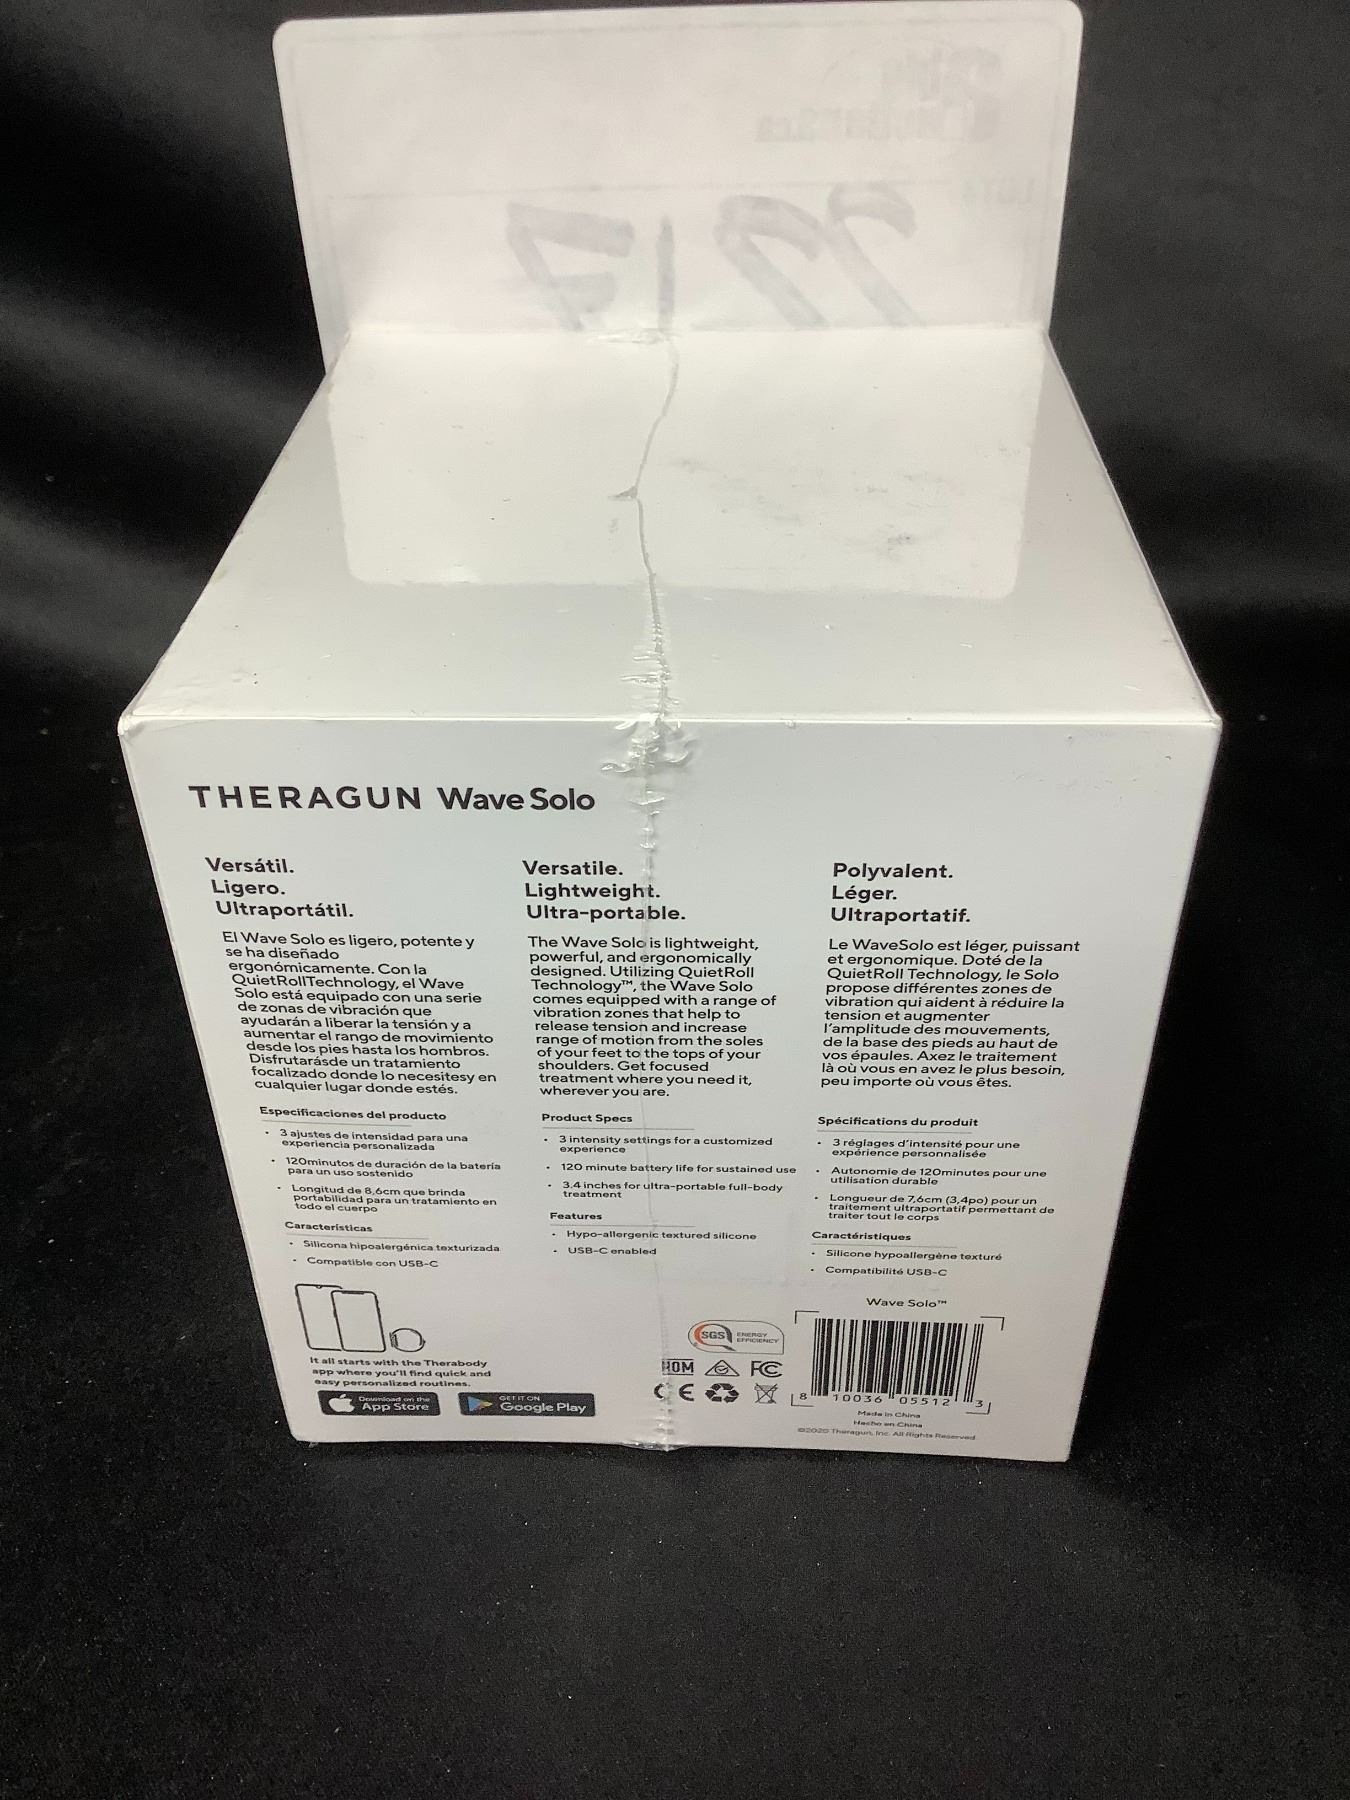 THERAGUN Wave Solo
Versátil.
Ligero.
Ultraportátil.
El Wave Solo es ligero, potente y
se ha diseñado
ergonómicamente. Con la
QuietRollTechnology, el Wave
Solo está equipado con una serie
de zonas de vibración que
ayudarán a liberar la tensión y a
aumentar el rango de movimiento
desde los pies hasta los hombros.
Disfrutarásde un tratamiento
focalizado donde lo necesitesy en
cualquier lugar donde estés.
Especificaciones del producto
• 3 ajustes de intensidad para una
experiencia personalizada
• 120minutos de duración de la batería
para un uso sostenido
• Longitud de 8,6cm que brinda
portabilidad para un tratamiento en
todo el cuerpo
Características
• Silicona hipoalergénica texturizada
• Compatible con USB-C
Versatile.
Lightweight.
Ultra-portable.
The Wave Solo is lightweight,
powerful, and ergonomically
designed. Utilizing QuietRoll
Technology™, the Wave Solo
comes equipped with a range of
vibration zones that help to
release tension and increase
range of motion from the soles
of your feet to the tops of your
shoulders. Get focused
treatment where you need it,
wherever you are.
Product Specs
• 3 intensity settings for a customized
experience
• 120 minute battery life for sustained use
• 3.4 inches for ultra-portable full-body
treatment
Features
• Hypo-allergenic textured silicone
• USB-C enabled
Polyvalent.
Léger.
Ultraportatif.
Le WaveSolo est léger, puissant
et ergonomique. Doté de la
QuietRoll Technology, le Solo
propose différentes zones de
vibration qui aident à réduire la
tension et augmenter
l'amplitude des mouvements,
de la base des pieds au haut de
vos épaules. Axez le traitement
là où vous en avez le plus besoin,
peu importe où vous êtes.
Spécifications du produit
• 3 réglages d'intensité pour une
expérience personnalisée
• Autonomie de 120minutes pour une
utilisation durable
• Longueur de 7,6cm (3,4po) pour un
traitement ultraportatif permettant de
traiter tout le corps
Caractéristiques
• Silicone hypoallergène texturé
• Compatibilité USB-C
It all starts with the Therabody
app where you'll find quick and
easy personalized routines.
Download on the
App Store
GET IT ON
Google Play
SGS ENERGY
EFFICIENCY
NOM FC
CE
Wave Solo™
8 10036 05512 3
Made in China
Hecho en China
©2020 Theragun, Inc. All Rights Reserved